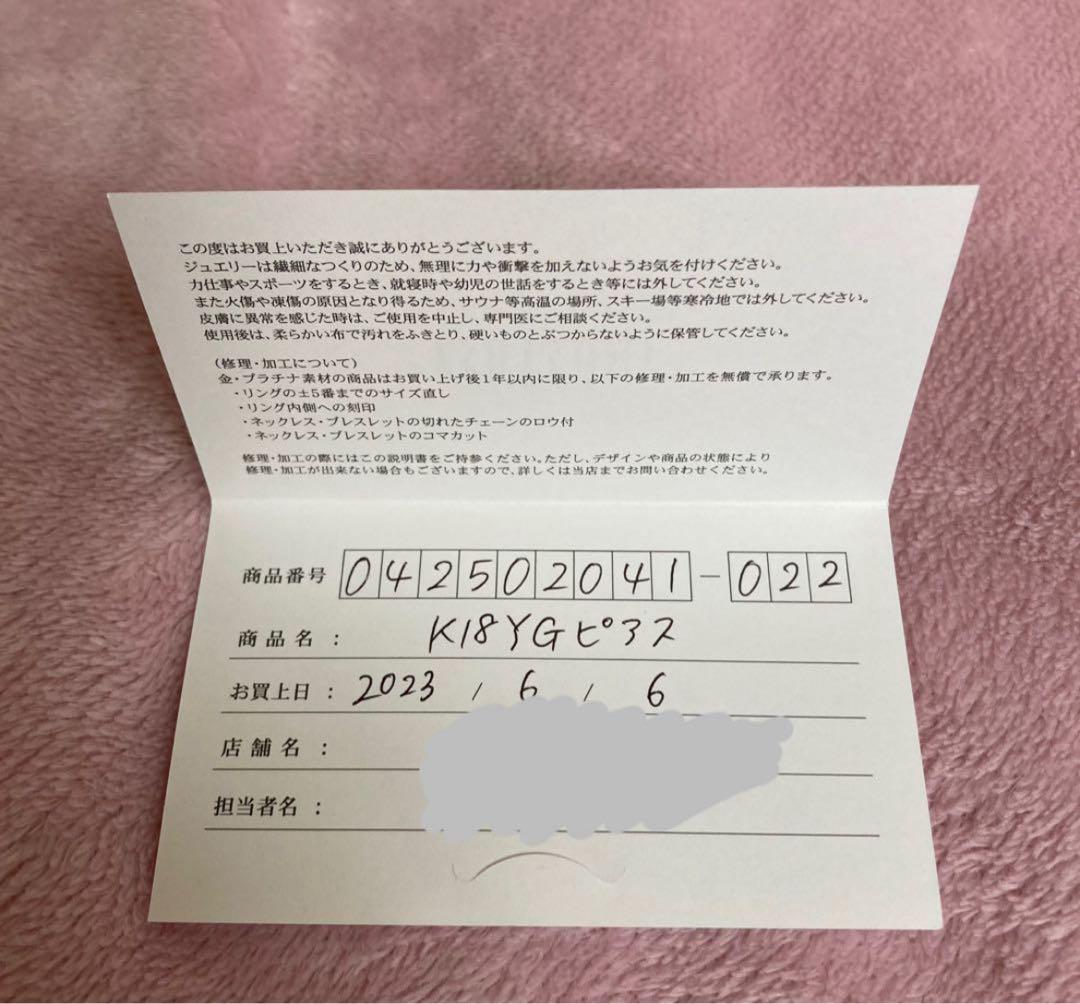 この度はお買上いただき誠にありがとうございます。
ジュエリーは繊細なつくりのため、無理に力や衝撃を加えないようお気を付けください。
力仕事やスポーツをするとき、就寝時や幼児の世話をするとき等には外してください。
また火傷や凍傷の原因となり得るため、サウナ等高温の場所、スキー場等寒冷地では外してください。
皮膚に異常を感じた時は、ご使用を中止し、専門医にご相談ください。
使用後は、柔らかい布で汚れをふきとり、硬いものとぶつからないように保管してください。
（修理・加工について）
金・プラチナ素材の商品はお買い上げ後1年以内に限り、以下の修理・加工を無償で承ります。
・リングの±5番までのサイズ直し
・リング内側への刻印
・ネックレス・ブレスレットの切れたチェーンのロウ付
・ネックレス・ブレスレットのコマカット
修理・加工の際にはこの説明書をご持参ください。ただし、デザインや商品の状態により
修理・加工が出来ない場合もございますので、詳しくは当店までお問い合わせください。
商品番号 042502041-022
商品名： K18YGピアス
お買上日： 2023 / 6 / 6
店舗名：
担当者名：